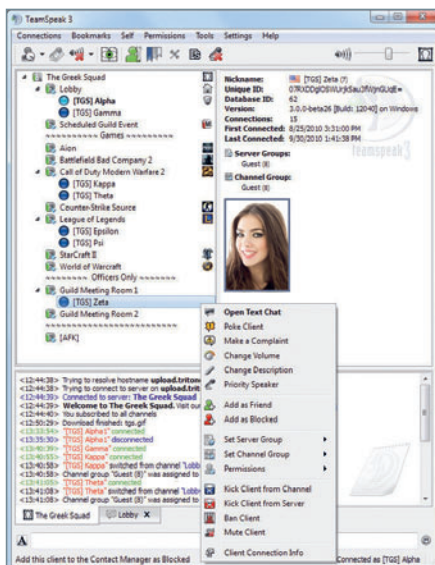 TeamSpeak 3
Connections Bookmarks Self Permissions Tools Settings Help
The Greek Squad
Lobby
[TGS] Alpha
[TGS] Gamma
Scheduled Guild Event
~~~~~~~~~~ Games ~~~~~~~~~~
Aion
Battlefield Bad Company 2
Call of Duty Modern Warfare 2
[TGS] Kappa
[TGS] Theta
Counter-Strike Source
League of Legends
[TGS] Epsilon
[TGS] Psi
StarCraft II
World of Warcraft
~~~~~~~ Officers Only ~~~~~~~
Guild Meeting Room 1
[TGS] Zeta
Guild Meeting Room 2
~~~~~~~~~~~~~~~~~~~~~~~~
[AFK]
Nickname: [TGS] Zeta (7)
Unique ID:
Database ID: 62
Version: 3.0.0-beta26 [Build: 12040] on Windows
Connections: 15
First Connected: 8/25/2010 3:31:00 PM
Last Connected: 9/30/2010 1:41:38 PM
Server Groups:
Guest (8)
Channel Group:
Guest (8)
teamspeak 3
Open Text Chat
Poke Client
Make a Complaint
Change Volume
Change Description
Priority Speaker
Add as Friend
Add as Blocked
Set Server Group
Set Channel Group
Permissions
Kick Client from Channel
Kick Client from Server
Ban Client
Mute Client
Client Connection Info
<12:44:38> Trying to resolve hostname upload.triton
<12:44:38> Trying to connect to server on upload.trito
<12:44:39> Connected to server: The Greek Squad
<12:44:39> Welcome to The Greek Squad. Visit our
<12:44:40> You subscribed to all channels
<12:50:29> Download finished: tgs.gif
<13:33:54> "[TGS] Alpha1" connected
<13:35:30> "[TGS] Alpha1" disconnected
<13:40:39> "[TGS] Gamma" connected
<13:40:55> "[TGS] Kappa" connected
<13:40:58> "[TGS] Kappa" switched from channel "Lobby
<13:40:58> Channel group "Guest (8)" was assigned to
<13:41:05> "[TGS] Theta" connected
<13:41:08> "[TGS] Theta" switched from channel "Lobb
<13:41:08> Channel group "Guest (8)" was assigned to
The Greek Squad Lobby X
Add this client to the Contact Manager as Blocked
Connected as [TGS] Alpha